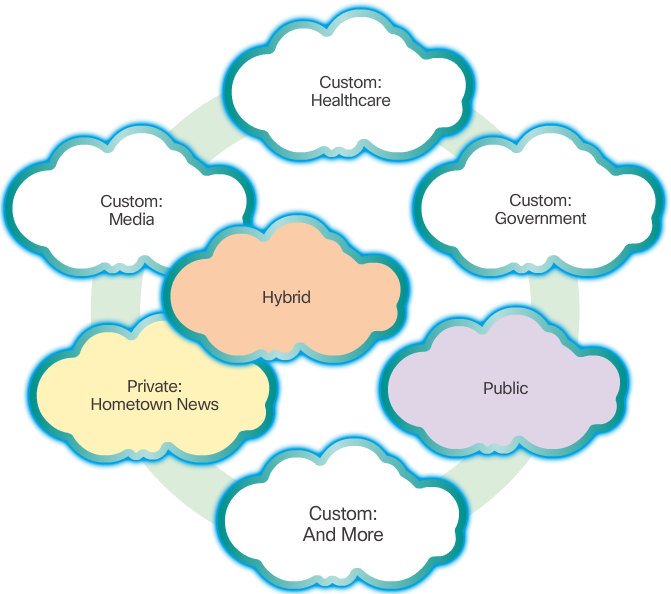 Custom:
Healthcare
Custom:
Media
Custom:
Government
Hybrid
Private:
Hometown News
Public
Custom:
And More